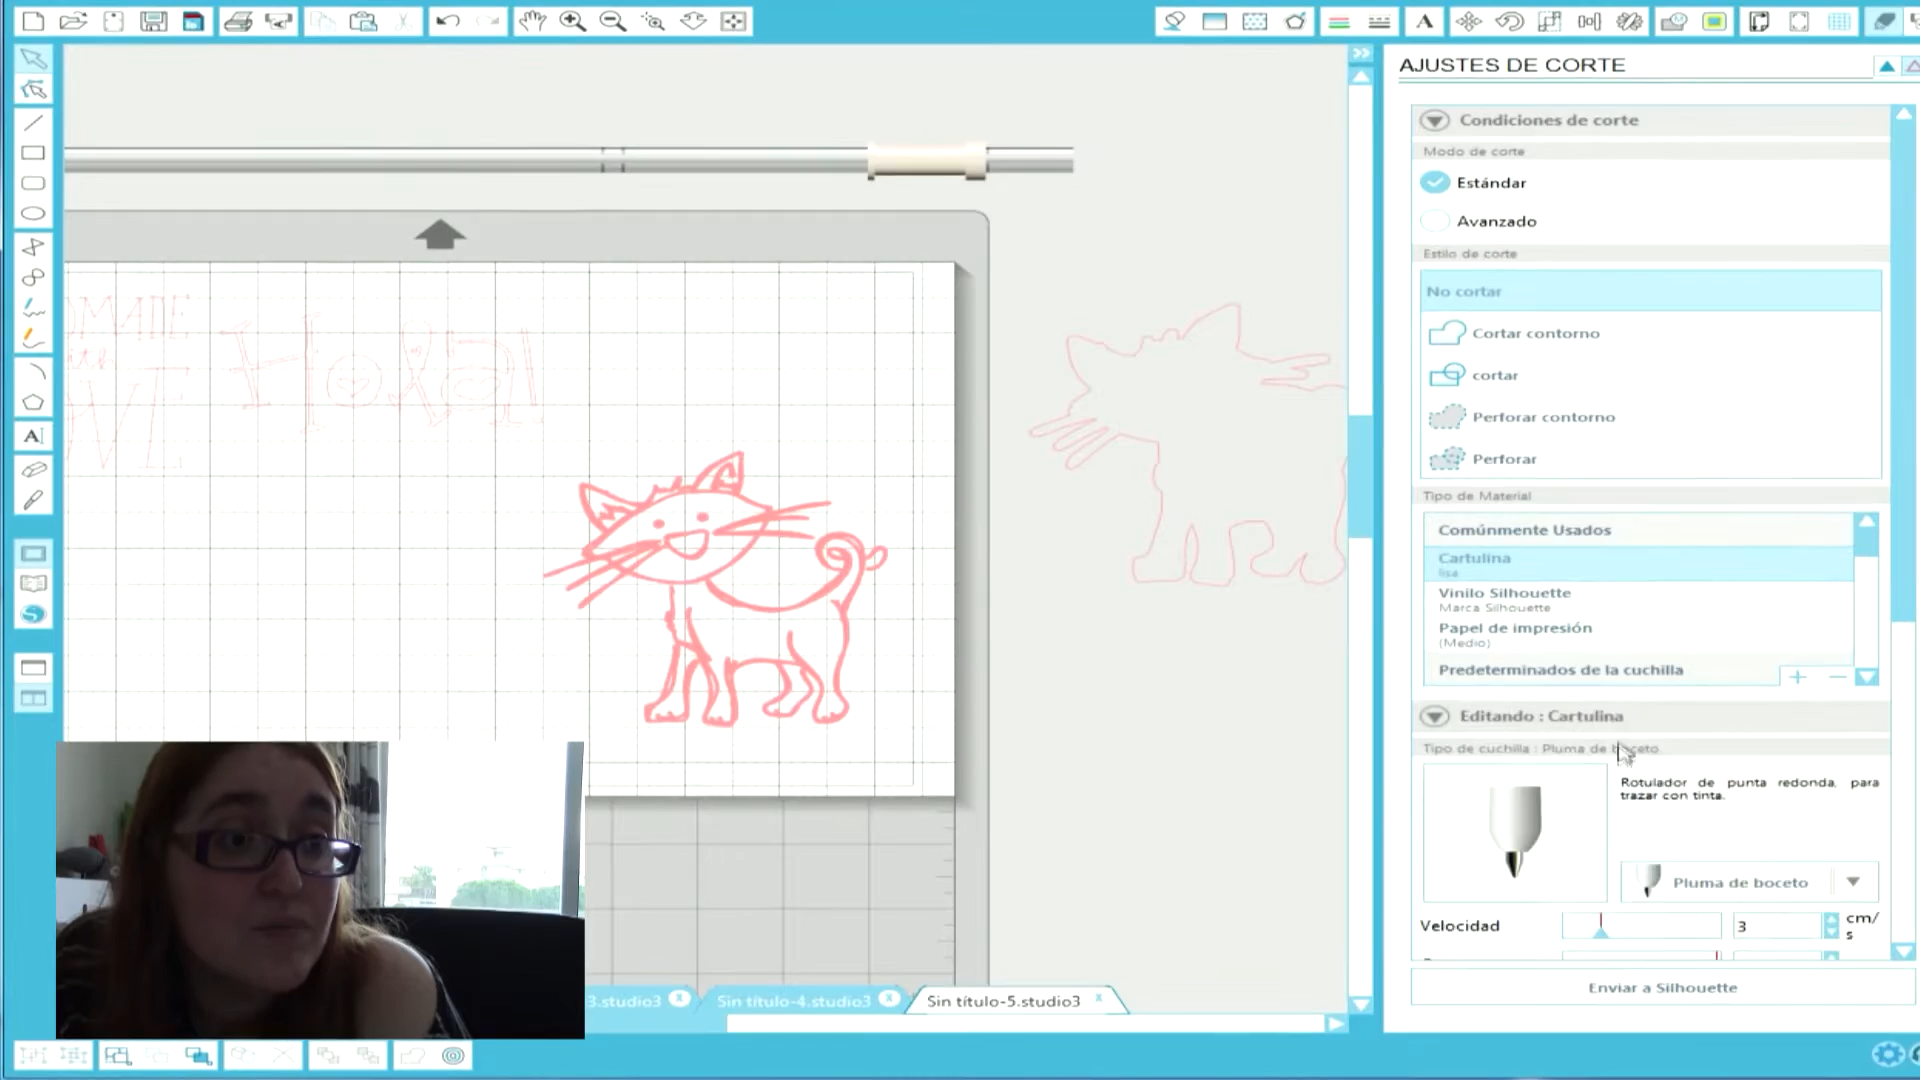 AJUSTES DE CORTE
Condiciones de corte
Modo de corte
Estándar
Avanzado
Estilo de corte
No cortar
Cortar contorno
cortar
Perforar contorno
Perforar
Tipo de Material
Comúnmente Usados
Cartulina
lisa
Vinilo Silhouette
Marca Silhouette
Papel de impresión
(Medio)
Predeterminados de la cuchilla
Editando : Cartulina
Tipo de cuchilla : Pluma de boceto
Rotulador de punta redonda, para
trazar con tinta.
Pluma de boceto
Velocidad
3
cm/
s
Enviar a Silhouette
Hola!
3.studio3
Sin título-4.studio3
Sin título-5.studio3